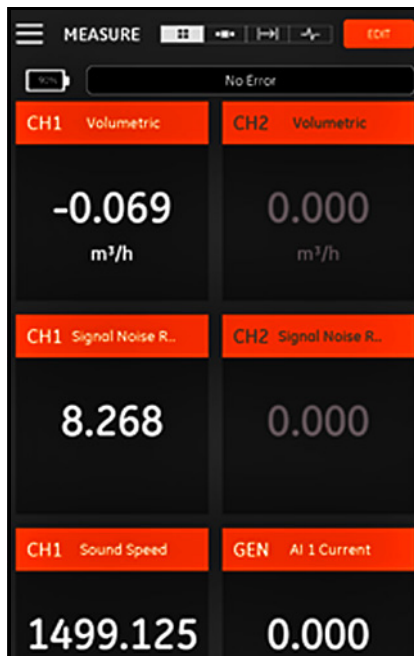 MEASURE EDIT
90% No Error
CH1 Volumetric CH2 Volumetric
-0.069 0.000
m³/h m³/h
CH1 Signal Noise R.. CH2 Signal Noise R..
8.268 0.000
CH1 Sound Speed GEN AI 1 Current
1499.125 0.000